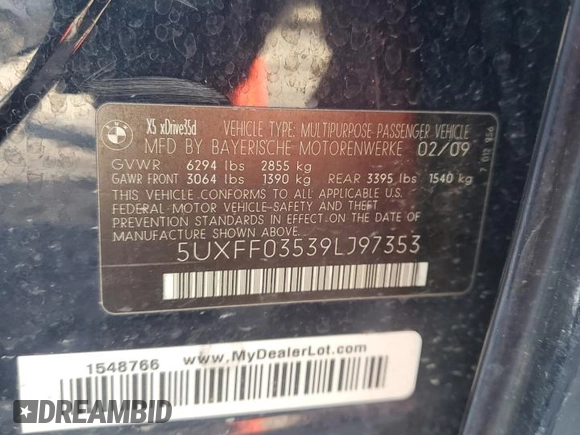 BMW
X5 xDrive35d VEHICLE TYPE: MULTIPURPOSE PASSENGER VEHICLE
MFD BY BAYERISCHE MOTORENWERKE 02/09
GVWR 6294 lbs 2855 kg
GAWR FRONT 3064 lbs 1390 kg REAR 3395 lbs 1540 kg
THIS VEHICLE CONFORMS TO ALL APPLICABLE U.S.
FEDERAL-MOTOR VEHICLE-SAFETY AND THEFT
PREVENTION STANDARDS IN EFFECT ON THE DATE
OF MANUFACTURE SHOWN ABOVE.
5UXFF03539LJ97353
1548766 www.MyDealerLot.com
DREAMBID